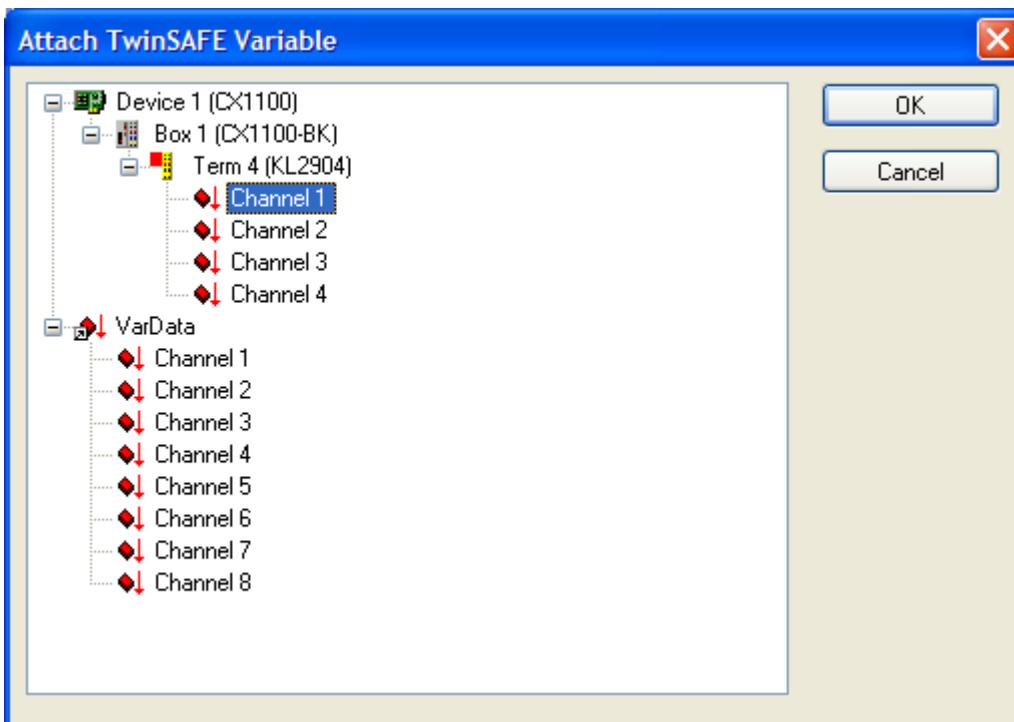 Attach TwinSAFE Variable
Device 1 (CX1100)
OK
Box 1 (CX1100-BK)
Term 4 (KL2904)
Cancel
Channel 1
Channel 2
Channel 3
Channel 4
VarData
Channel 1
Channel 2
Channel 3
Channel 4
Channel 5
Channel 6
Channel 7
Channel 8